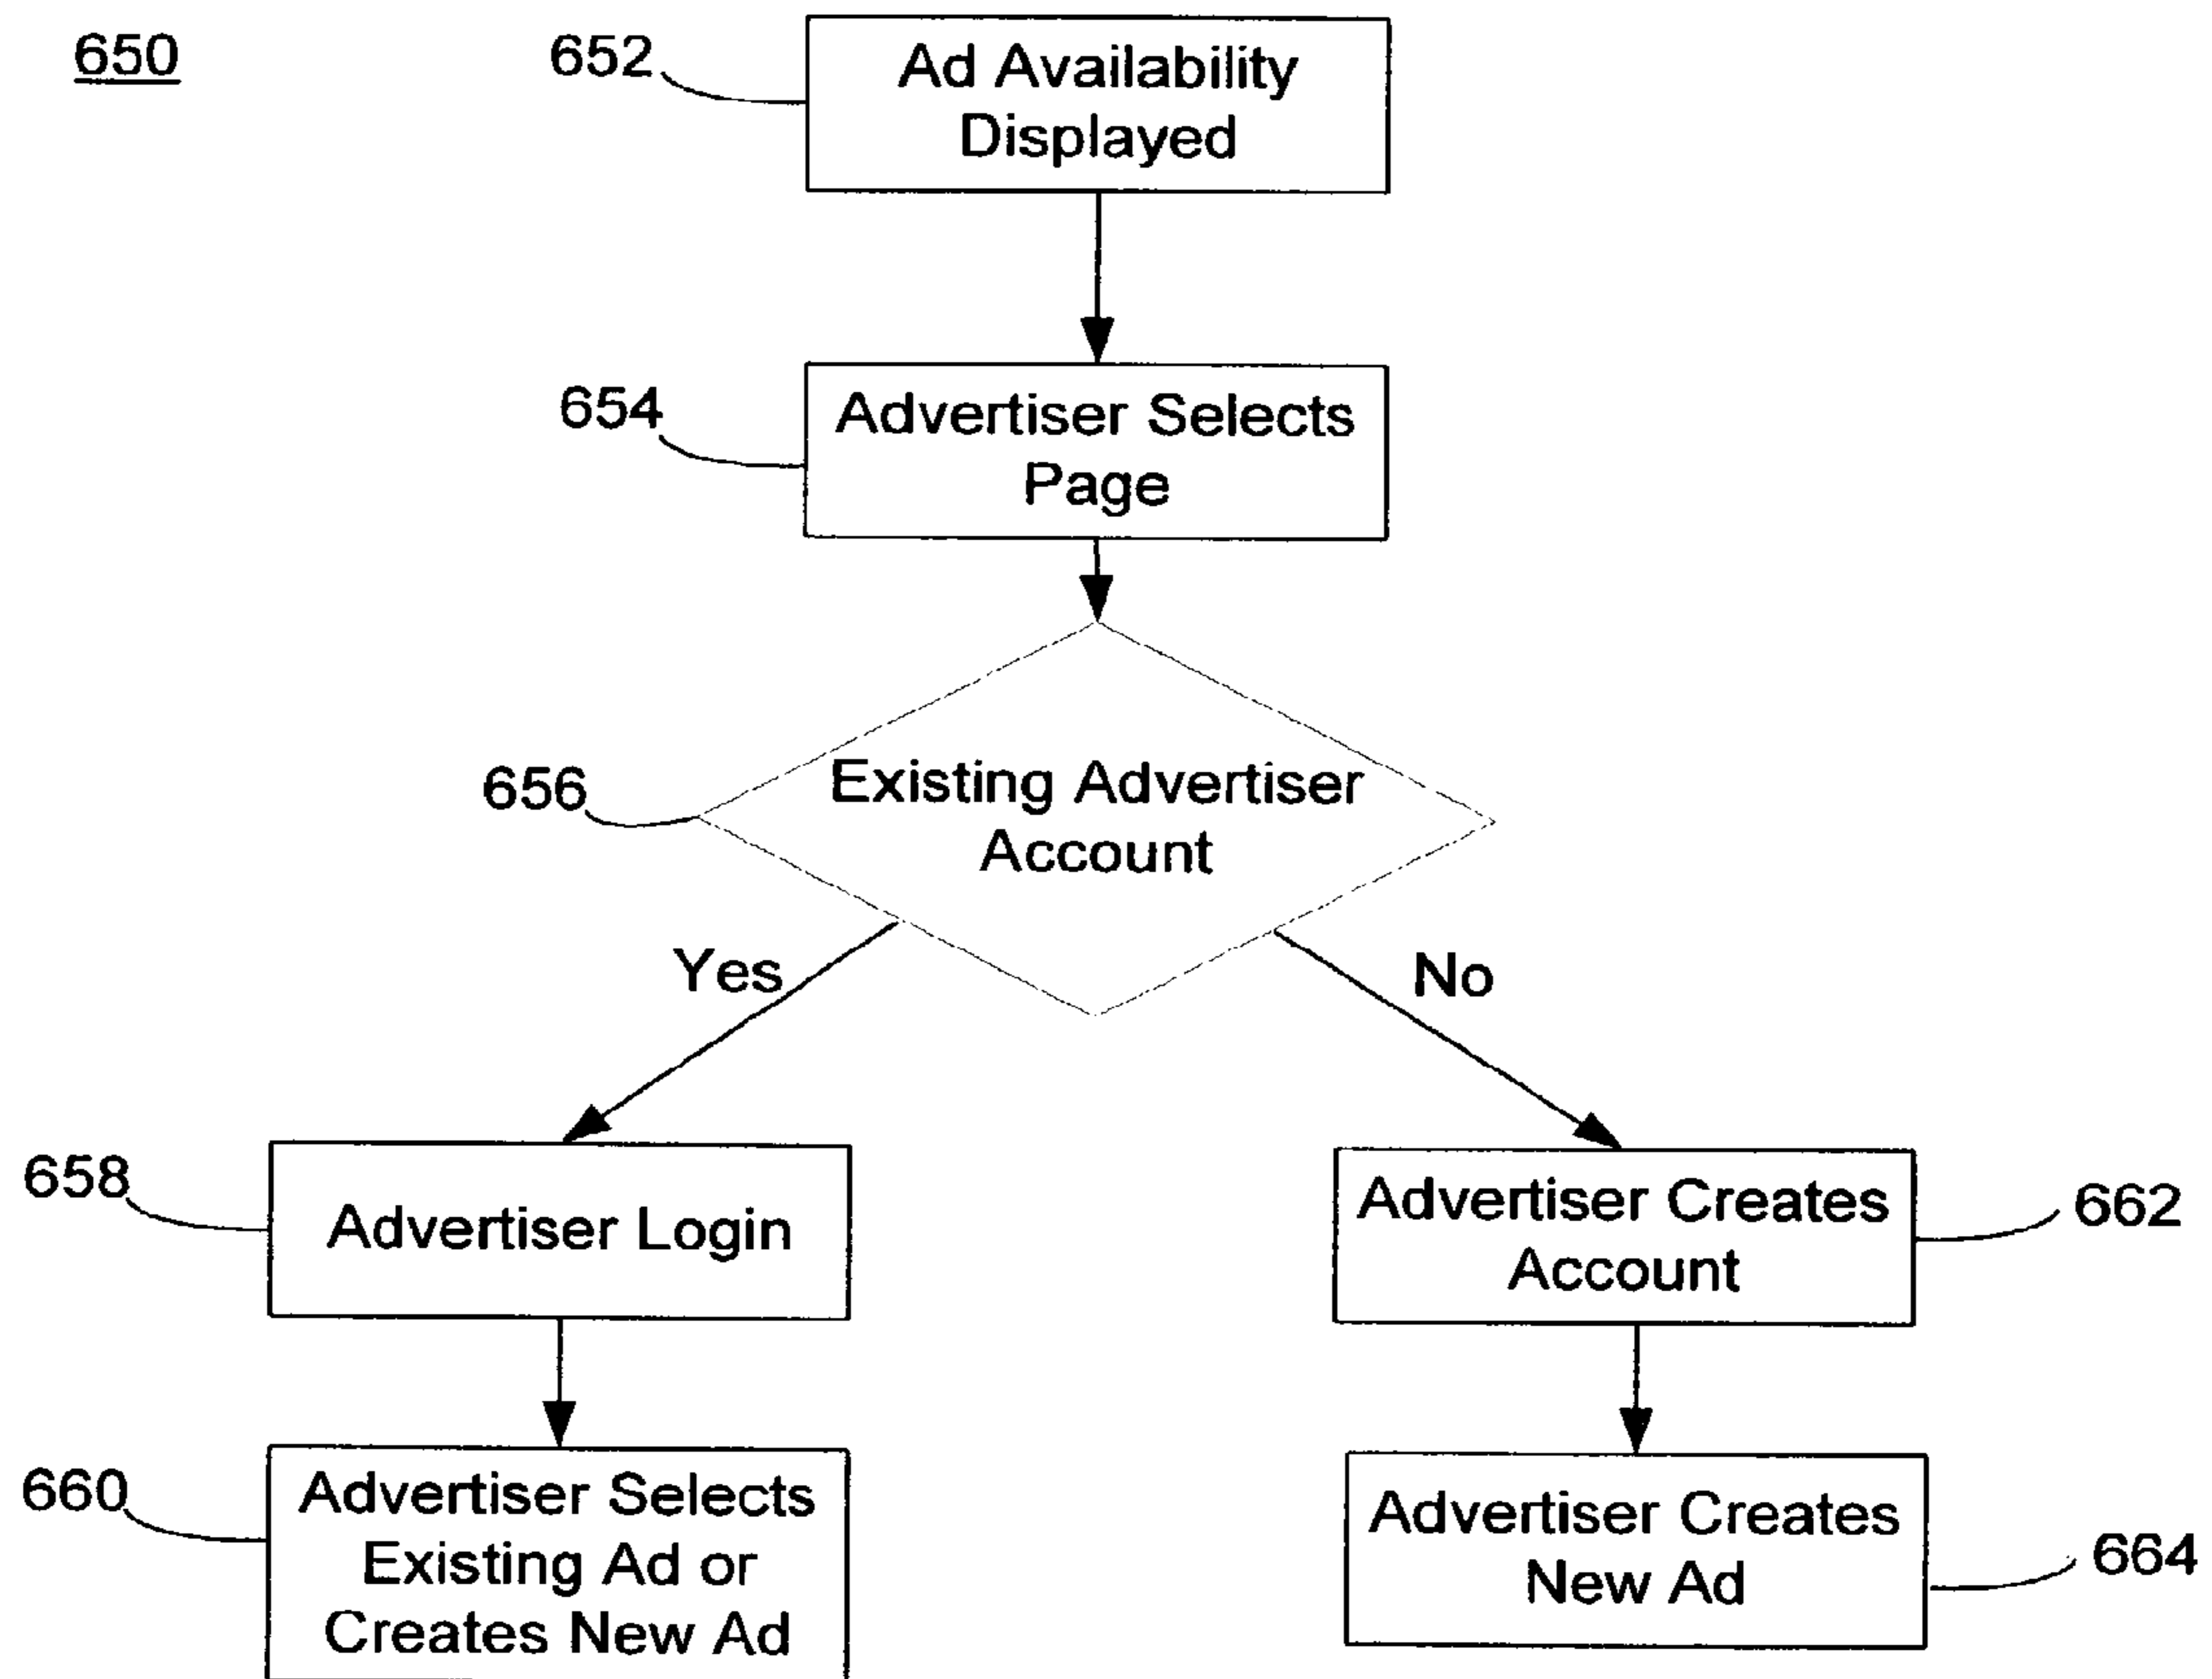 650
652
Ad Availability
Displayed
654
Advertiser Selects
Page
656
Existing Advertiser
Account
Yes
No
658
Advertiser Login
Advertiser Creates
Account
662
660
Advertiser Selects
Existing Ad or
Creates New Ad
Advertiser Creates
New Ad
664